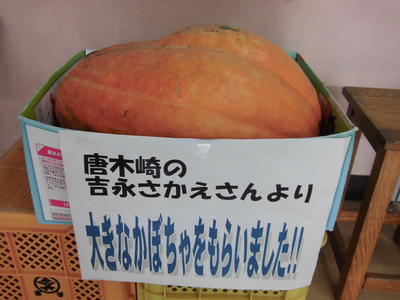 唐木崎の
吉永さかえさんより
大きなかぼちゃをもらいました!!